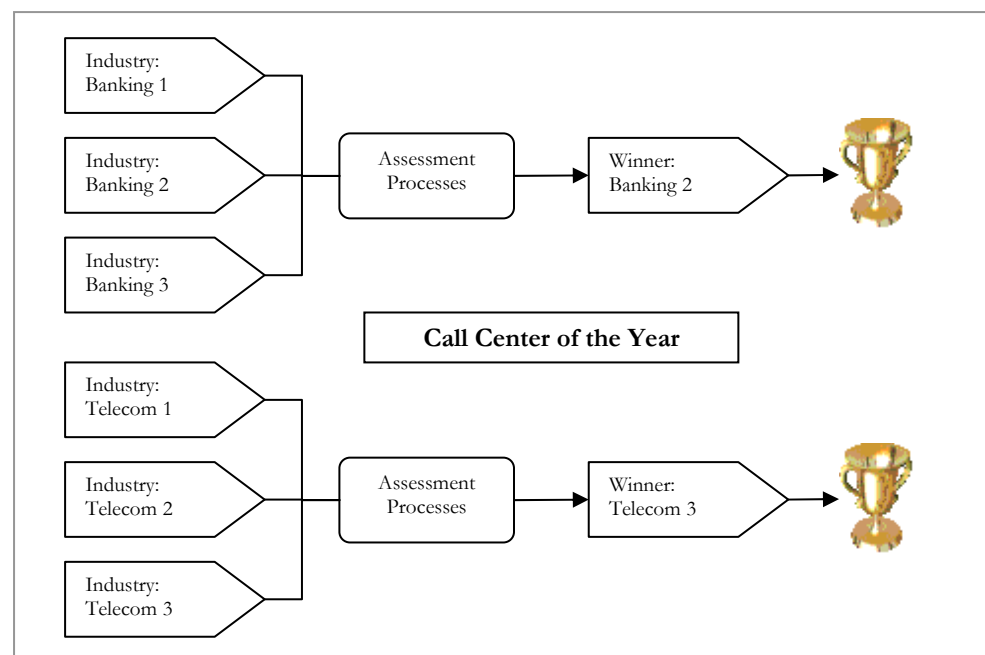 Industry:
Banking 1
Industry:
Banking 2
Industry:
Banking 3
Assessment
Processes
Winner:
Banking 2
Call Center of the Year
Industry:
Telecom 1
Industry:
Telecom 2
Industry:
Telecom 3
Assessment
Processes
Winner:
Telecom 3